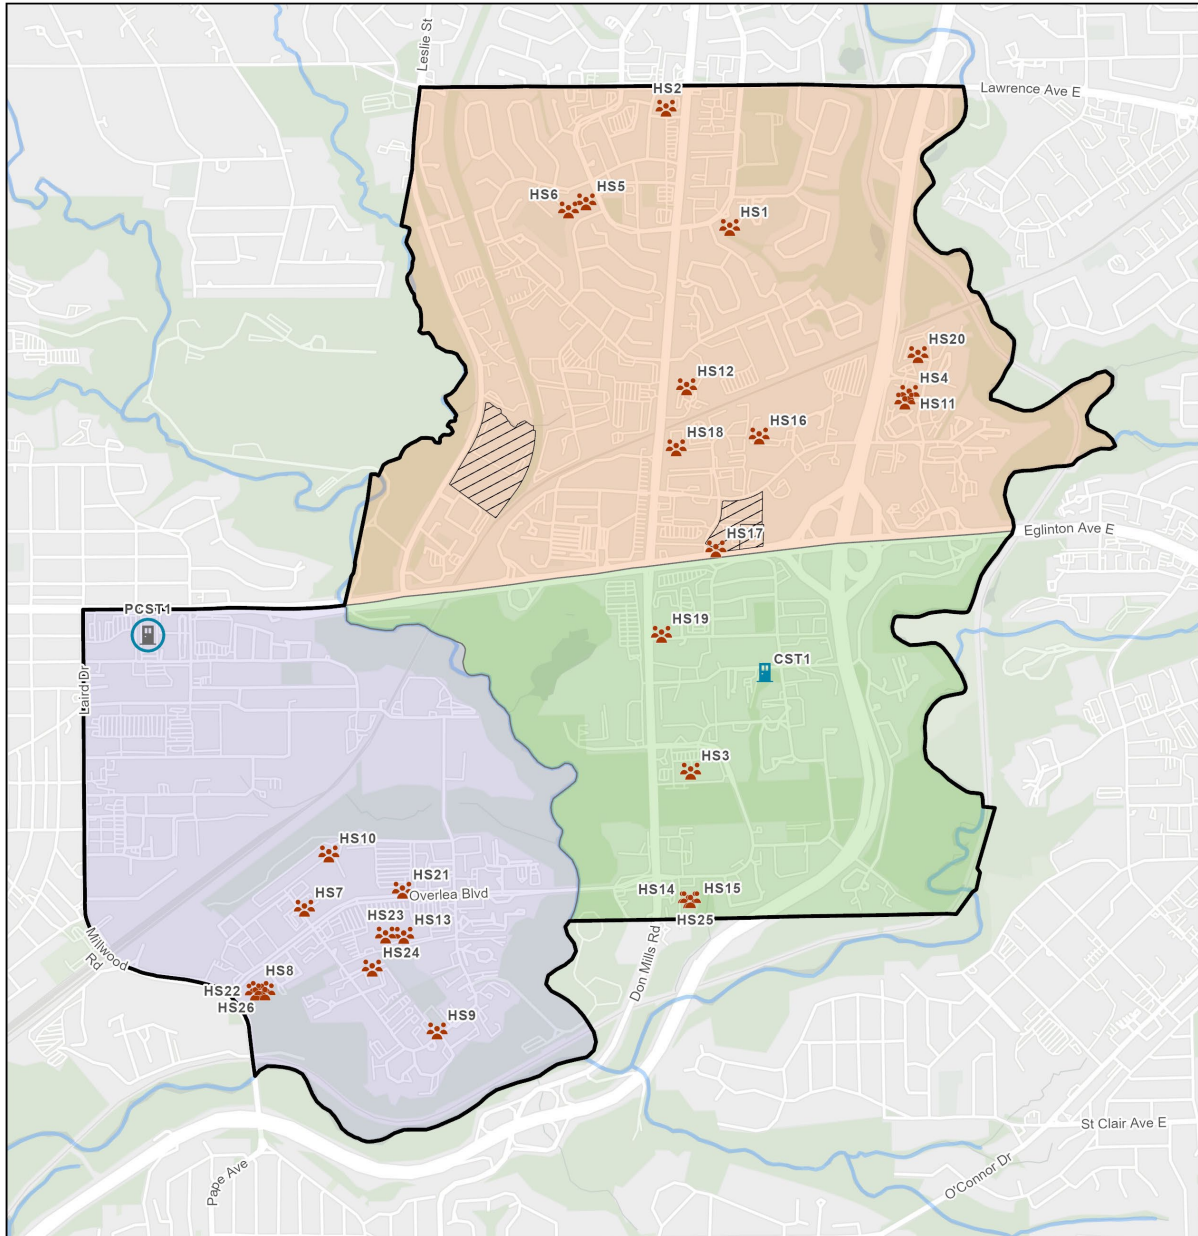 Leslie St
HS2
Lawrence Ave E
HS5
HS6
HS1
HS20
HS12
HS4
HS11
HS16
HS18
HS17
Eglinton Ave E
PCST1
HS19
CST1
Laird Dr
HS3
HS10
HS21
HS7
Overlea Blvd
HS14
HS15
HS25
HS23
HS13
HS24
Millwood
Rd
HS8
HS22
HS26
Don Mills Rd
HS9
St Clair Ave E
O'Connor Dr
Pape Ave